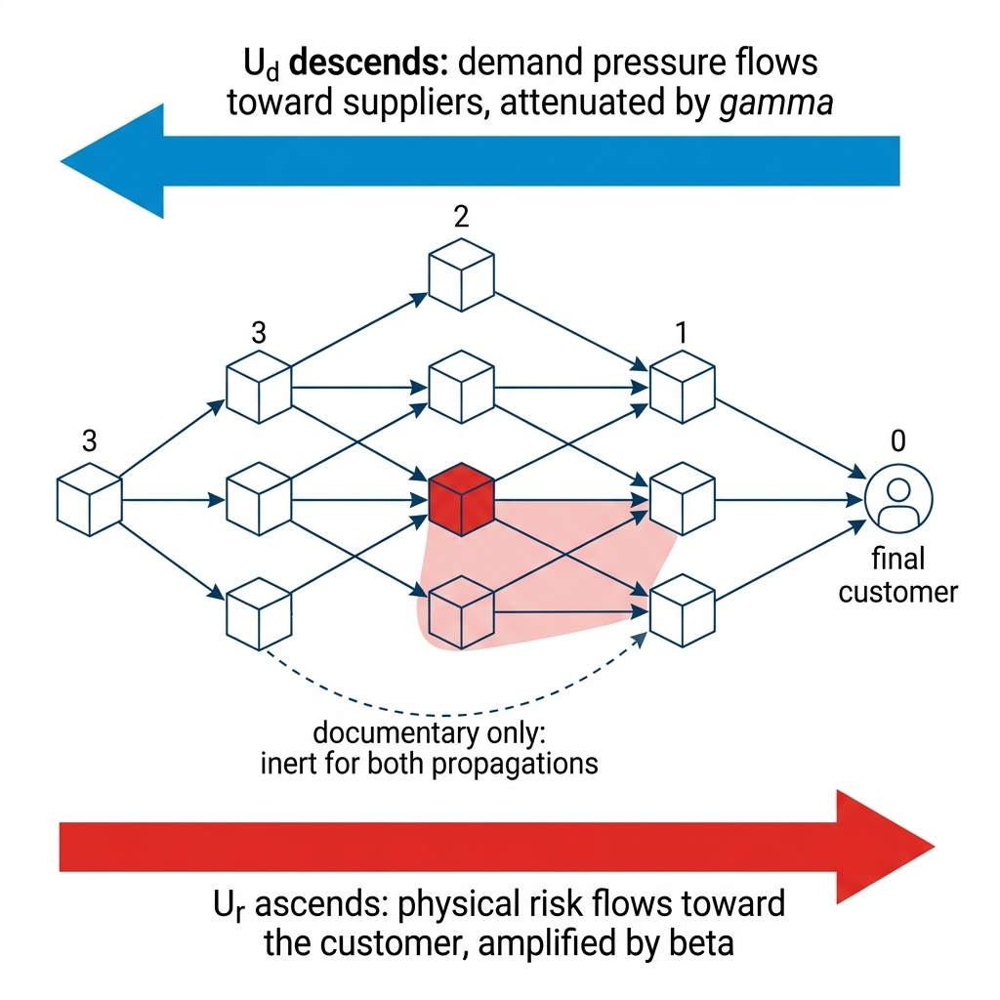 U_d descends: demand pressure flows
toward suppliers, attenuated by gamma
2
3
1
3
0
final
customer
documentary only:
inert for both propagations
U_r ascends: physical risk flows toward
the customer, amplified by beta